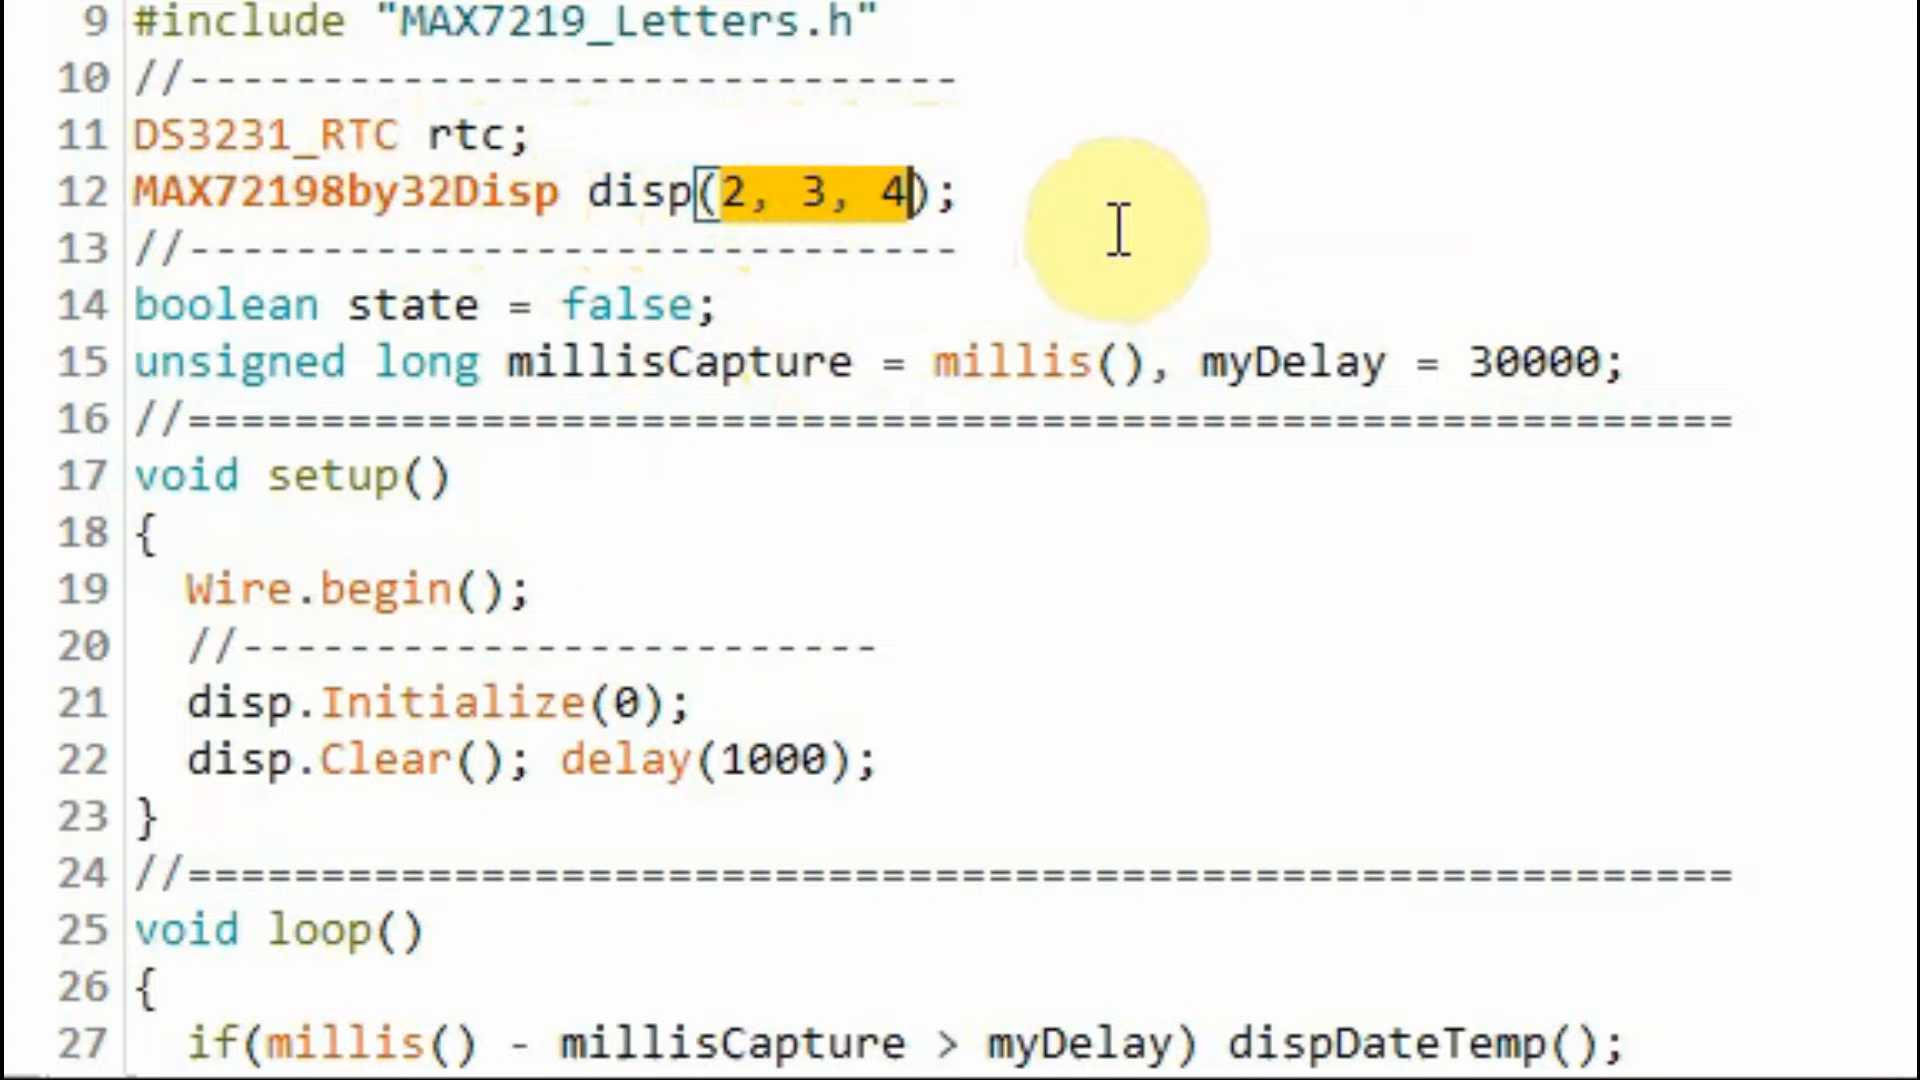 9 #include "MAX7219_Letters.h"
10 //-----------------------------
11 DS3231_RTC rtc;
12 MAX72198by32Disp disp(2, 3, 4);
13 //-----------------------------
14 boolean state = false;
15 unsigned long millisCapture = millis(), myDelay = 30000;
16 //==========================================================
17 void setup()
18 {
19 Wire.begin();
20 //------------------------
21 disp.Initialize(0);
22 disp.Clear(); delay(1000);
23 }
24 //==========================================================
25 void loop()
26 {
27 if(millis() - millisCapture > myDelay) dispDateTemp();